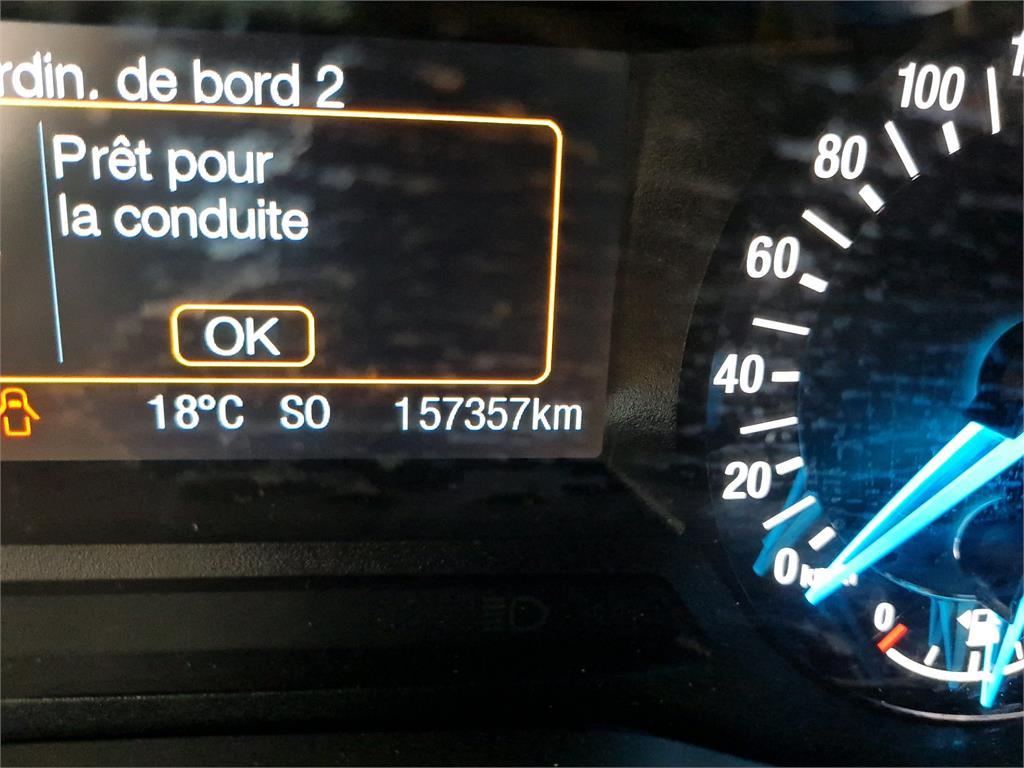 rdin. de bord 2
Prêt pour
la conduite
OK
18°C SO 157357km
100
80
60
40
20
0
0